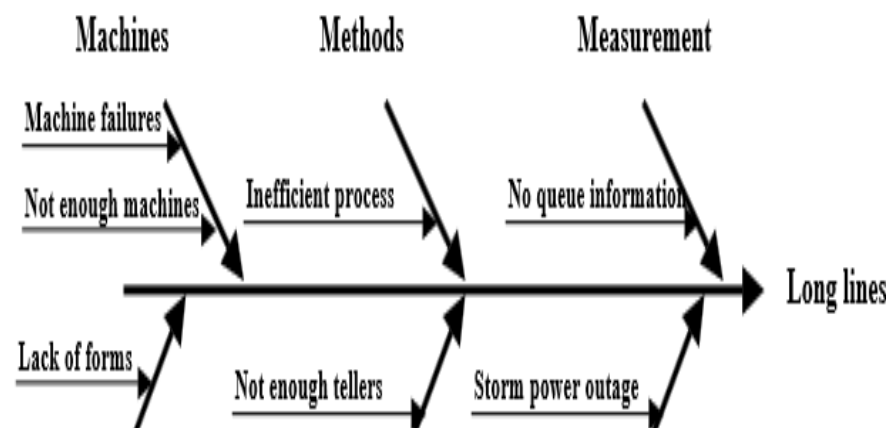 Machines
Methods
Measurement
Machine failures
Not enough machines
Inefficient process
No queue information
Long lines
Lack of forms
Not enough tellers
Storm power outage